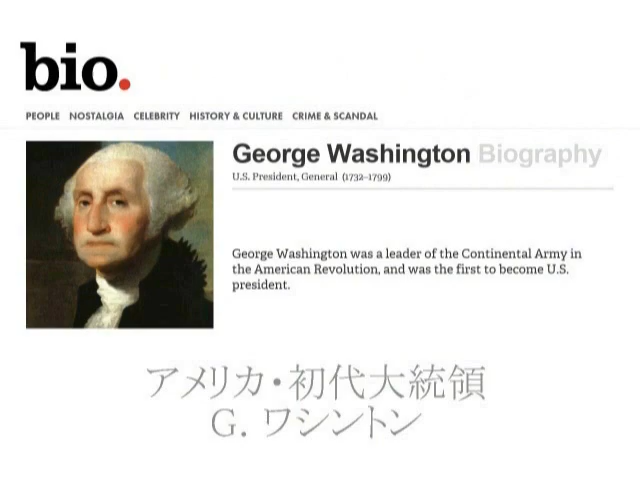 bio.
PEOPLE NOSTALGIA CELEBRITY HISTORY & CULTURE CRIME & SCANDAL
George Washington Biography
U.S. President, General (1732–1799)
George Washington was a leader of the Continental Army in
the American Revolution, and was the first to become U.S.
president.
アメリカ・初代大統領
G. ワシントン